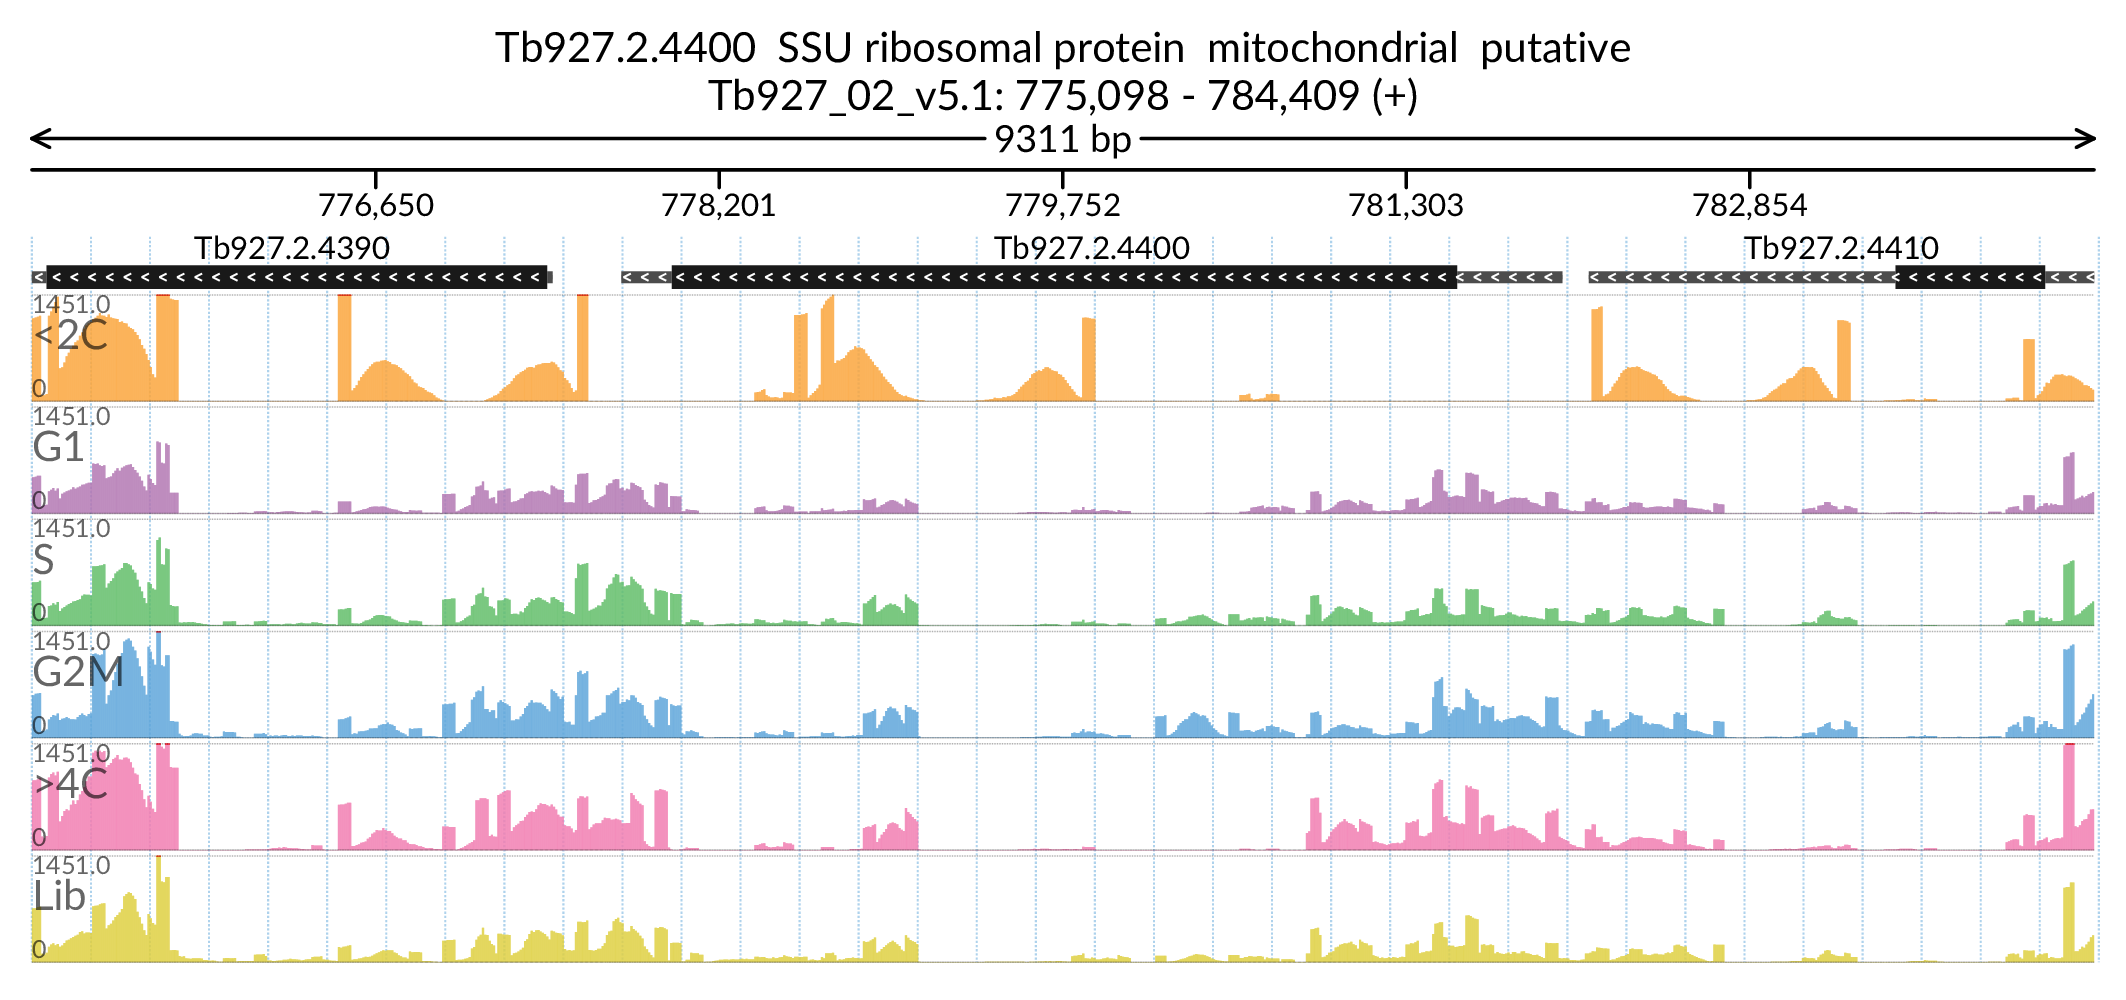 Tb927.2.4400  SSU ribosomal protein  mitochondrial  putative
Tb927_02_v5.1: 775,098 - 784,409 (+)
9311 bp
776,650 778,201 779,752 781,303 782,854
Tb927.2.4390 Tb927.2.4400 Tb927.2.4410
1451.0
<2C
0
1451.0
G1
0
1451.0
S
0
1451.0
G2M
0
1451.0
>4C
0
1451.0
Lib
0